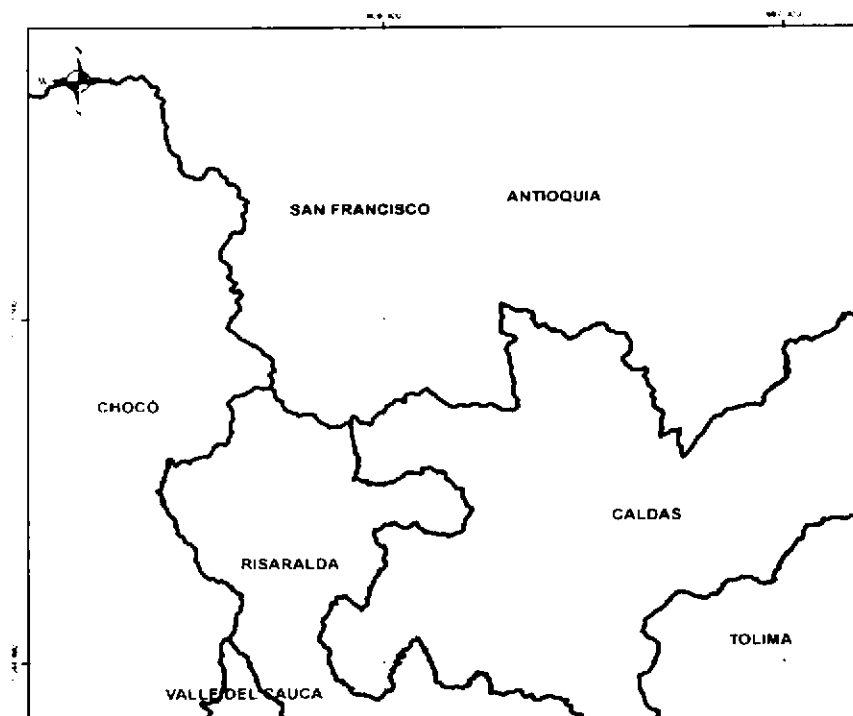 ANTIOQUIA
SAN FRANCISCO
CHOCÓ
CALDAS
RISARALDA
TOLIMA
VALLE DEL CAUCA